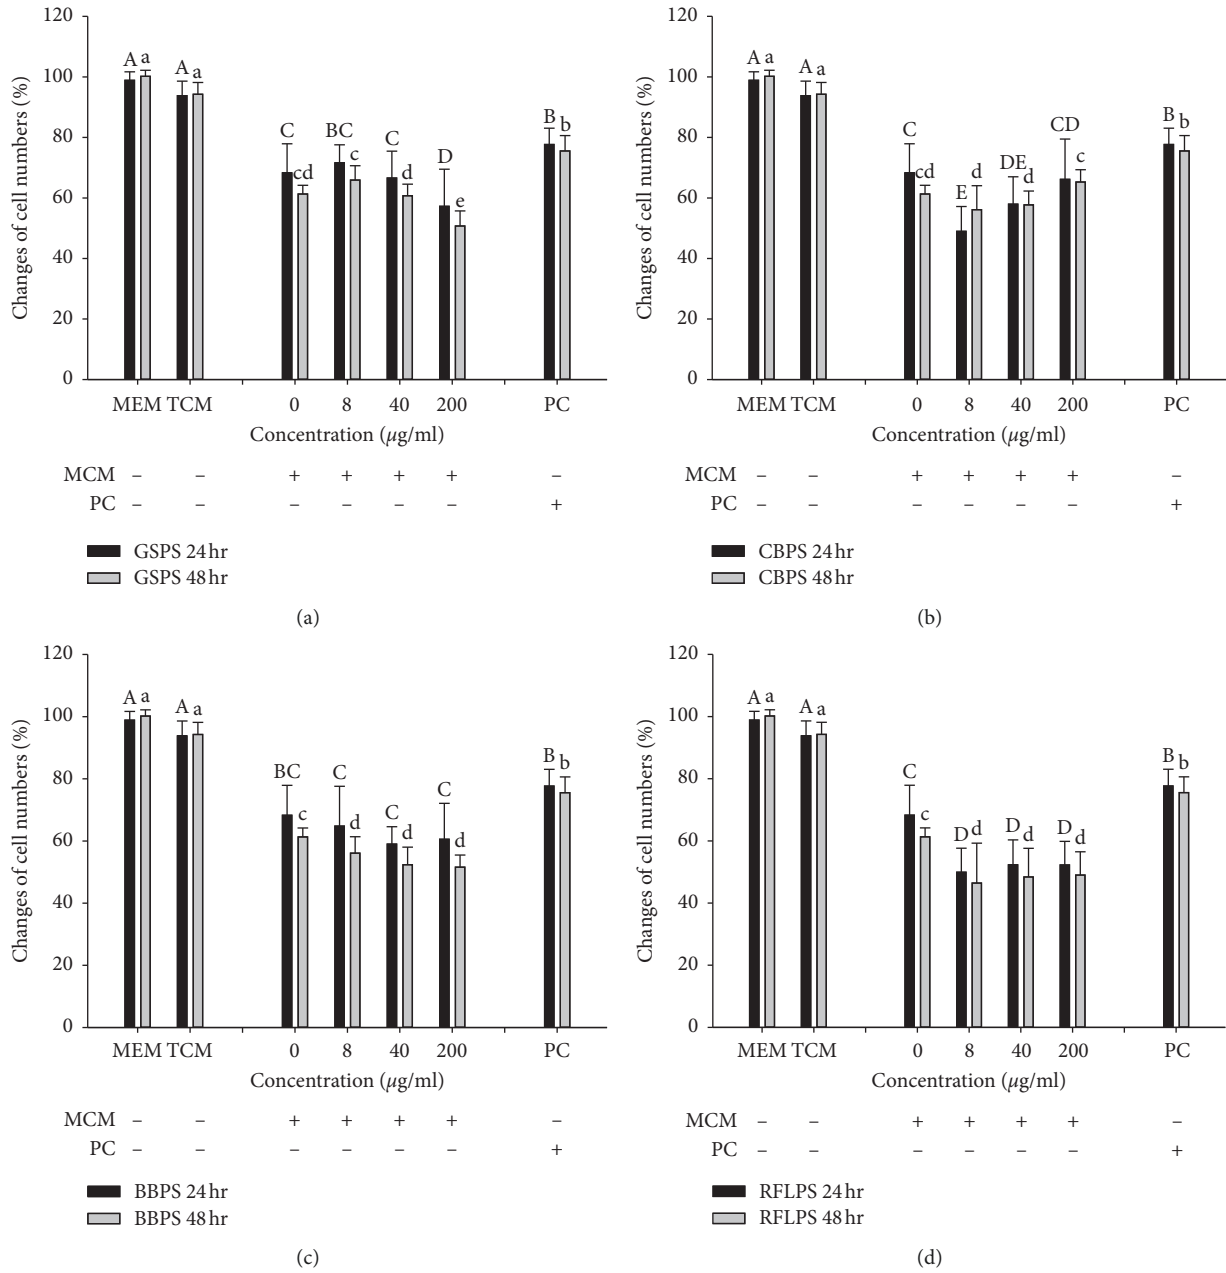 120
100
80
60
40
20
0
Changes of cell numbers (%)
A a A a C cd BC c C d D e B b
MEM TCM 0 8 40 200 PC
Concentration (μg/ml)
MCM – – + + + + –
PC – – – – – – +
GSPS 24 hr
GSPS 48 hr
(a)
120
100
80
60
40
20
0
Changes of cell numbers (%)
A a A a C cd E d DE d CD c B b
MEM TCM 0 8 40 200 PC
Concentration (μg/ml)
MCM – – + + + + –
PC – – – – – – +
CBPS 24 hr
CBPS 48 hr
(b)
120
100
80
60
40
20
0
Changes of cell numbers (%)
A a A a BC c C d C d C d B b
MEM TCM 0 8 40 200 PC
Concentration (μg/ml)
MCM – – + + + + –
PC – – – – – – +
BBPS 24 hr
BBPS 48 hr
(c)
120
100
80
60
40
20
0
Changes of cell numbers (%)
A a A a C c D d D d D d B b
MEM TCM 0 8 40 200 PC
Concentration (μg/ml)
MCM – – + + + + –
PC – – – – – – +
RFLPS 24 hr
RFLPS 48 hr
(d)